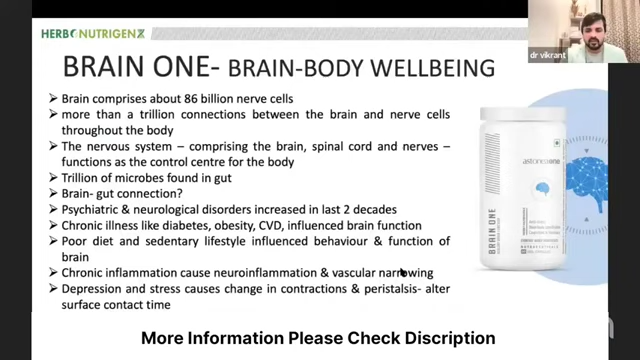 HERBONUTRIGENX
dr vikrant
BRAIN ONE- BRAIN-BODY WELLBEING
➢ Brain comprises about 86 billion nerve cells
➢ more than a trillion connections between the brain and nerve cells
throughout the body
➢ The nervous system – comprising the brain, spinal cord and nerves –
functions as the control centre for the body
➢ Trillion of microbes found in gut
➢ Brain- gut connection?
➢ Psychiatric & neurological disorders increased in last 2 decades
➢ Chronic illness like diabetes, obesity, CVD, influenced brain function
➢ Poor diet and sedentary lifestyle influenced behaviour & function of
brain
➢ Chronic inflammation cause neuroinflammation & vascular narrowing
➢ Depression and stress causes change in contractions & peristalsis- alter
surface contact time
BRAIN ONE
More Information Please Check Discription